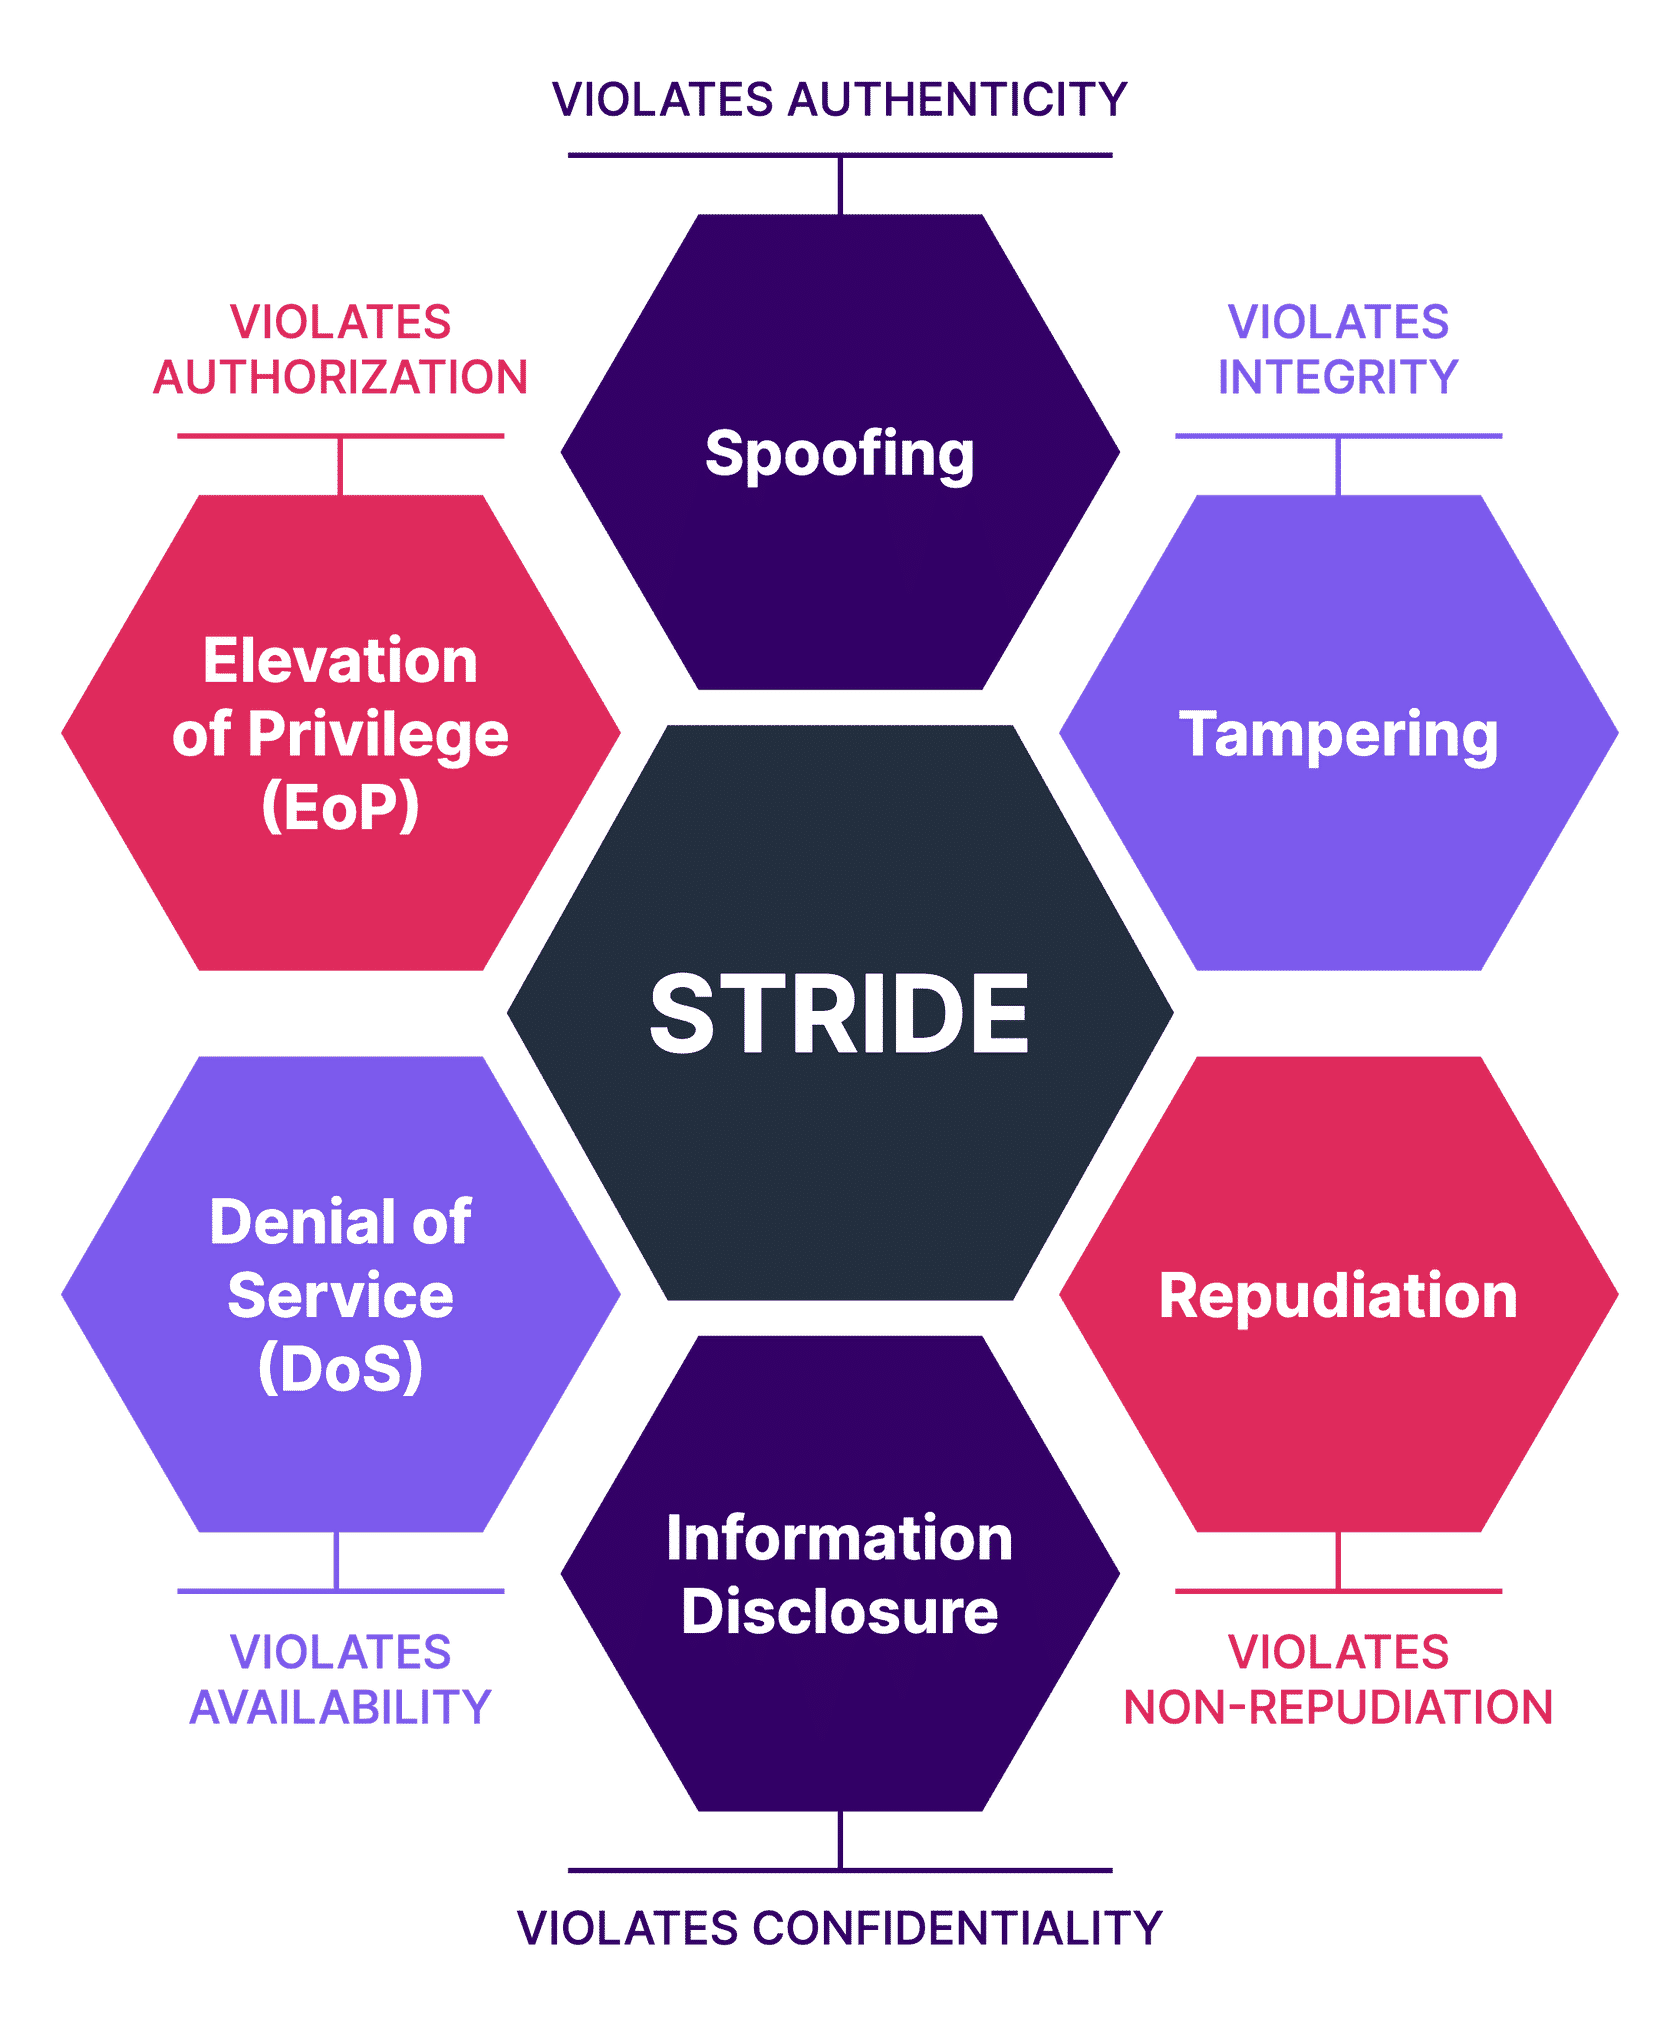 VIOLATES AUTHENTICITY
Spoofing
VIOLATES
INTEGRITY
Tampering
VIOLATES
AUTHORIZATION
Elevation
of Privilege
(EoP)
STRIDE
Denial of
Service
(DoS)
VIOLATES
AVAILABILITY
Repudiation
VIOLATES
NON-REPUDIATION
Information
Disclosure
VIOLATES CONFIDENTIALITY